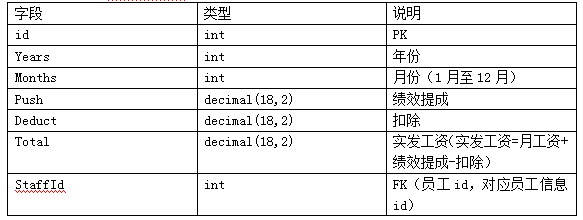 字段 类型 说明
id int PK
Years int 年份
Months int 月份（1月至12月）
Push decimal(18,2) 绩效提成
Deduct decimal(18,2) 扣除
Total decimal(18,2) 实发工资(实发工资=月工资+
绩效提成-扣除）
StaffId int FK（员工id，对应员工信息
id）